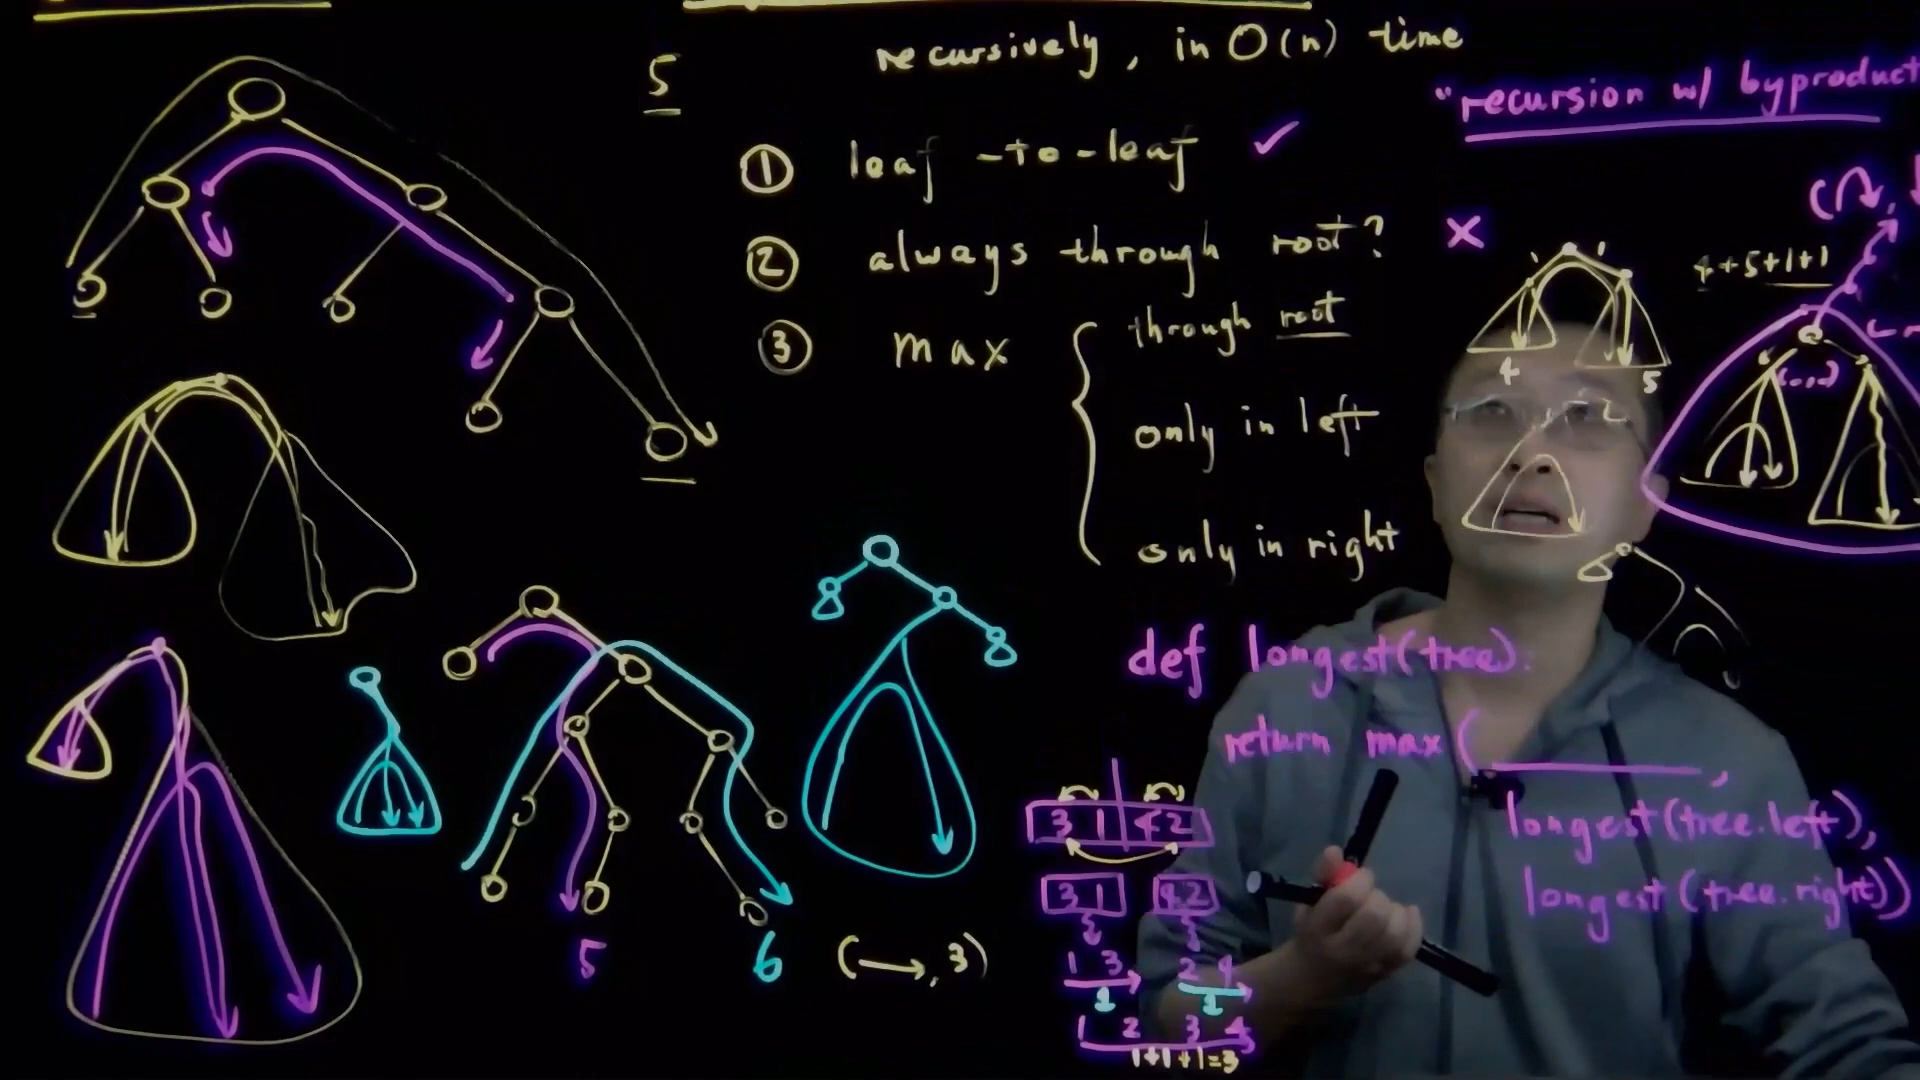 recursively, in O(n) time
5
"recursion w/ byproduct
① leaf-to-leaf ✓
② always through root? ✗
4+5+1+1
③ max { through root
4 5
only in left
only in right
def longest(tree):
return max( ________,
longest(tree.left),
longest(tree.right))
3 1 | 4 2
3 1 4 2
5
6
(⟶, 3)
1 3 2 4
1 1
1 2 3 4
1+1+1=3